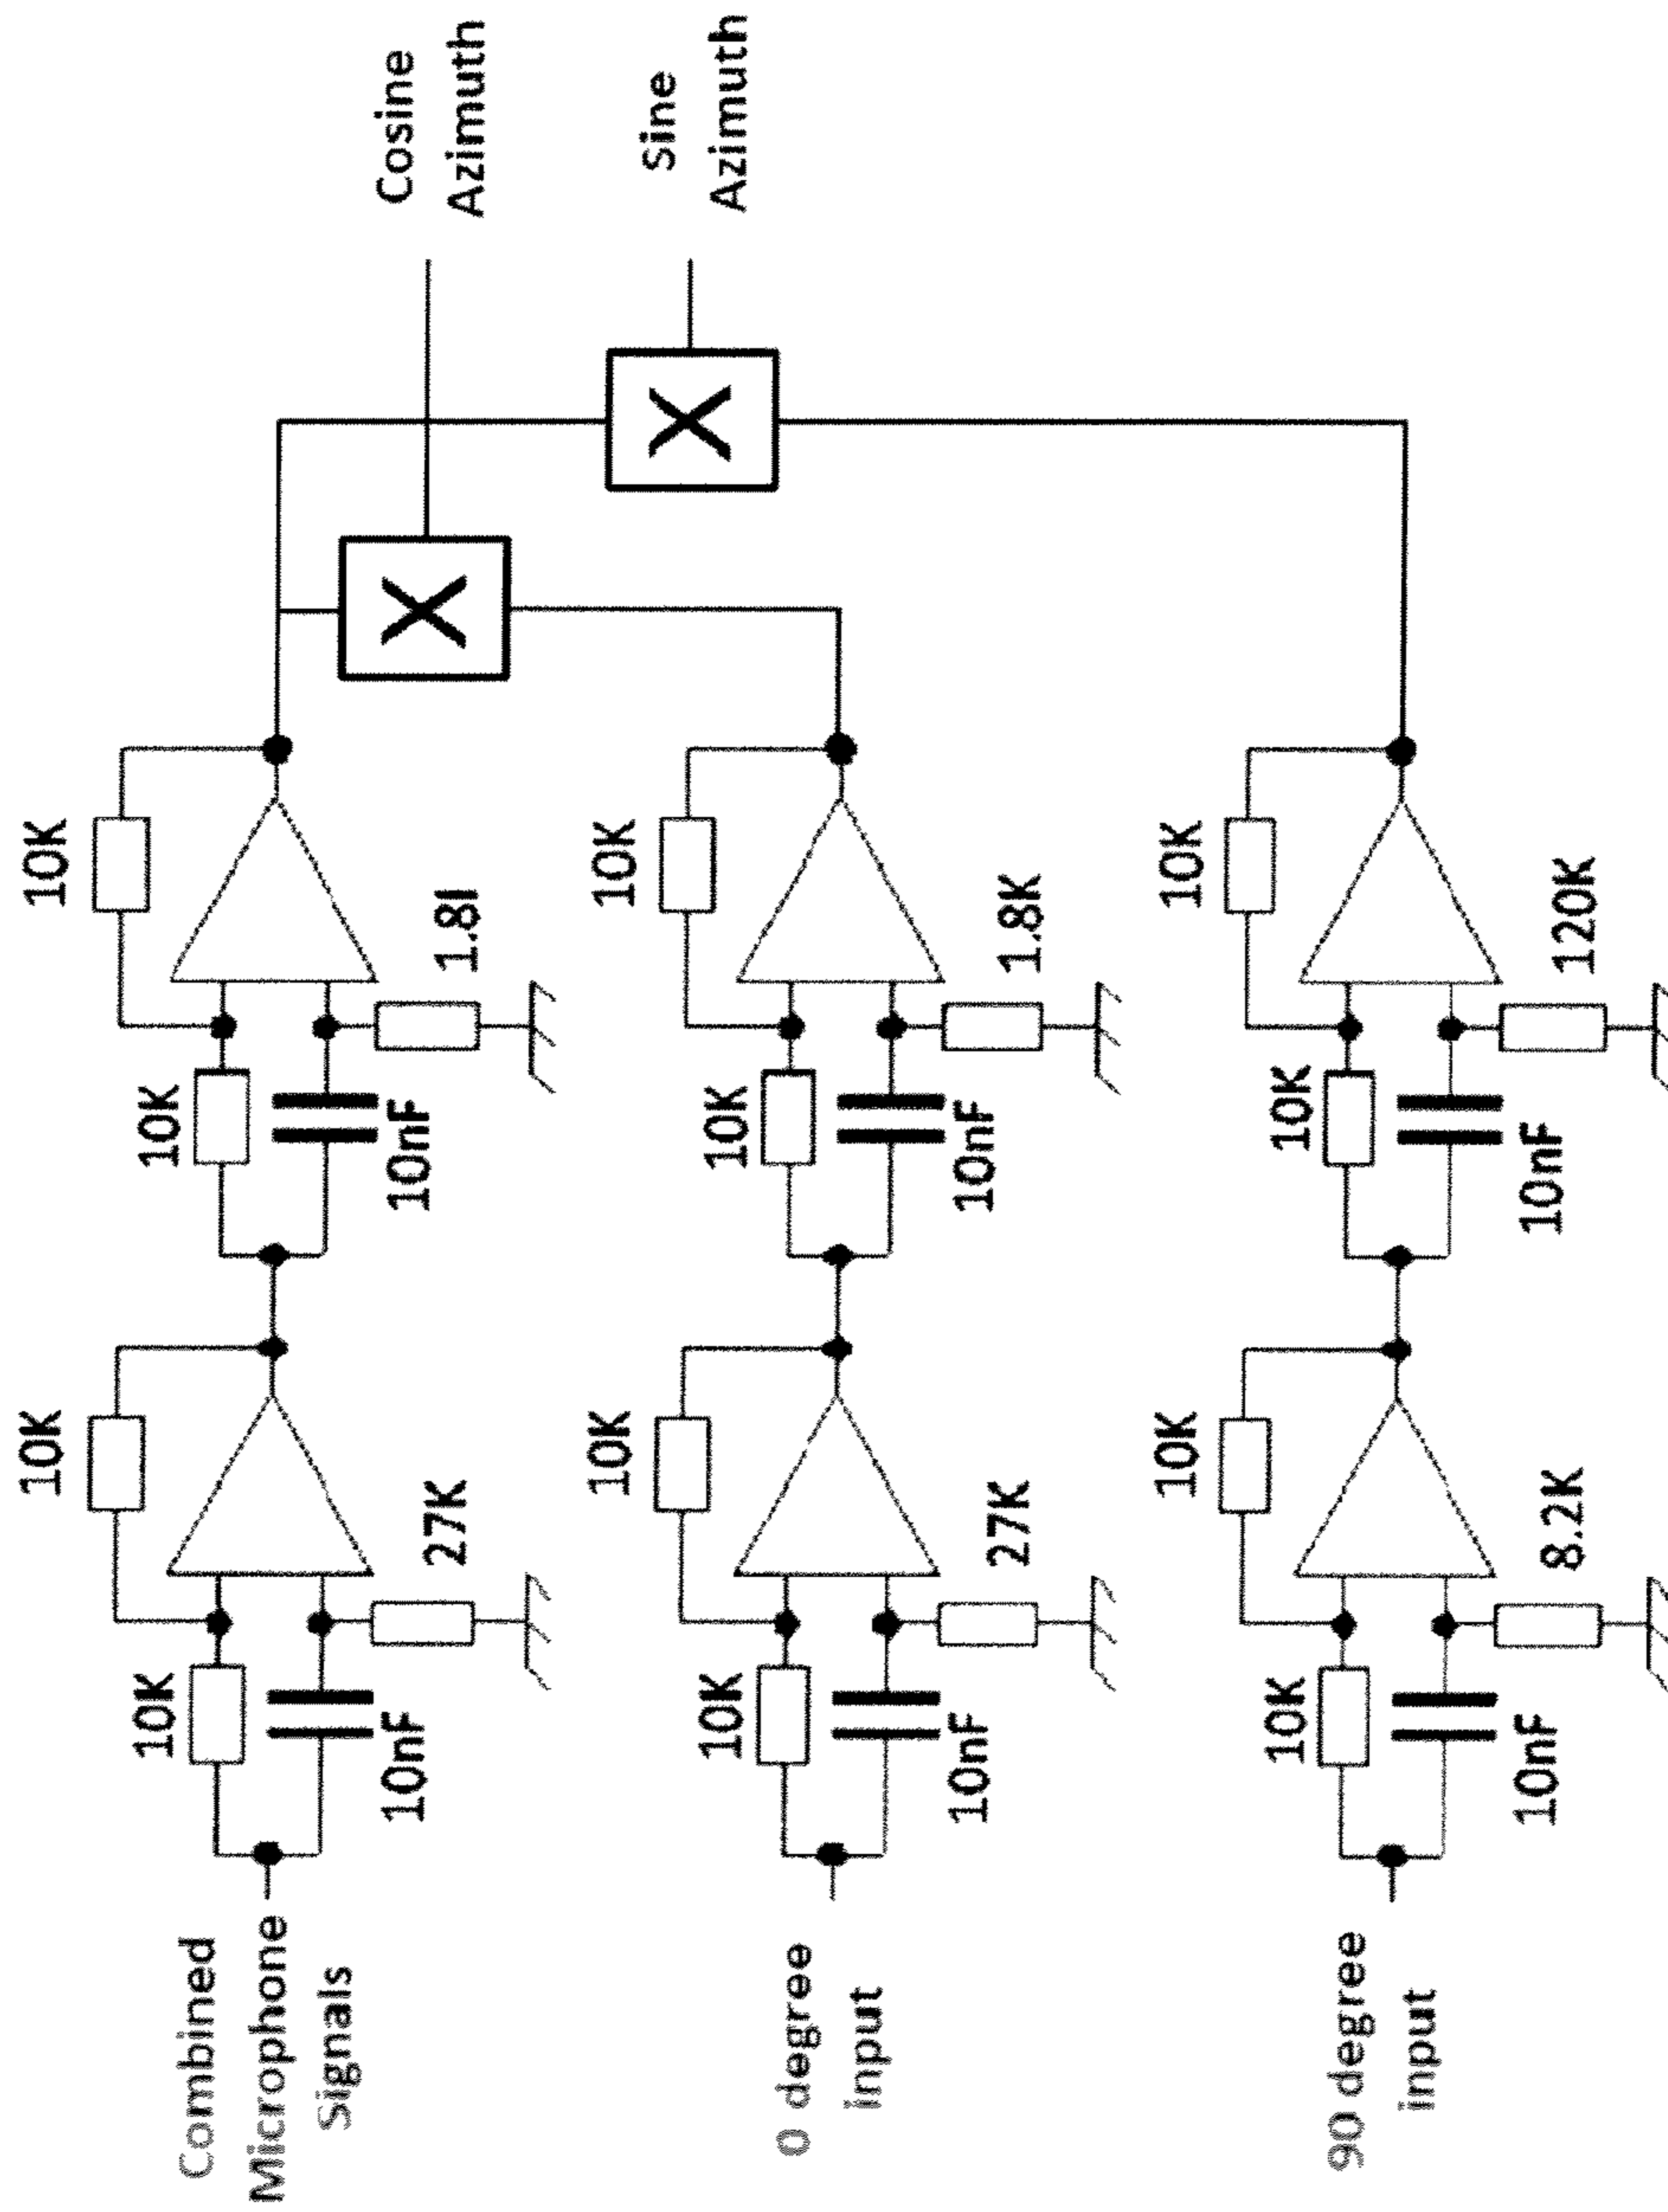 Combined
Microphone
Signals
10K
10nF
10K
27K
10K
10nF
10K
1.8I
X
Cosine
Azimuth
0 degree
input
10K
10nF
10K
27K
10K
10nF
10K
1.8K
X
Sine
Azimuth
90 degree
input
10K
10nF
10K
8.2K
10K
10nF
10K
120K